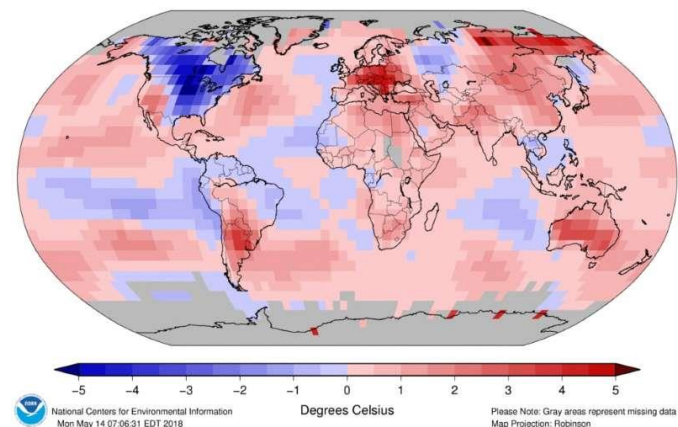 -5 -4 -3 -2 -1 0 1 2 3 4 5
Degrees Celsius
National Centers for Environmental Information
Mon May 14 07:06:31 EDT 2018
Please Note: Gray areas represent missing data
Map Projection: Robinson